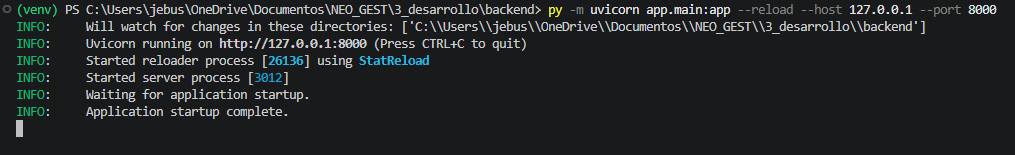 (venv) PS C:\Users\jebus\OneDrive\Documentos\NEO_GEST\3_desarrollo\backend> py -m uvicorn app.main:app --reload --host 127.0.0.1 --port 8000
INFO:     Will watch for changes in these directories: ['C:\\Users\\jebus\\OneDrive\\Documentos\\NEO_GEST\\3_desarrollo\\backend']
INFO:     Uvicorn running on http://127.0.0.1:8000 (Press CTRL+C to quit)
INFO:     Started reloader process [26136] using StatReload
INFO:     Started server process [3012]
INFO:     Waiting for application startup.
INFO:     Application startup complete.